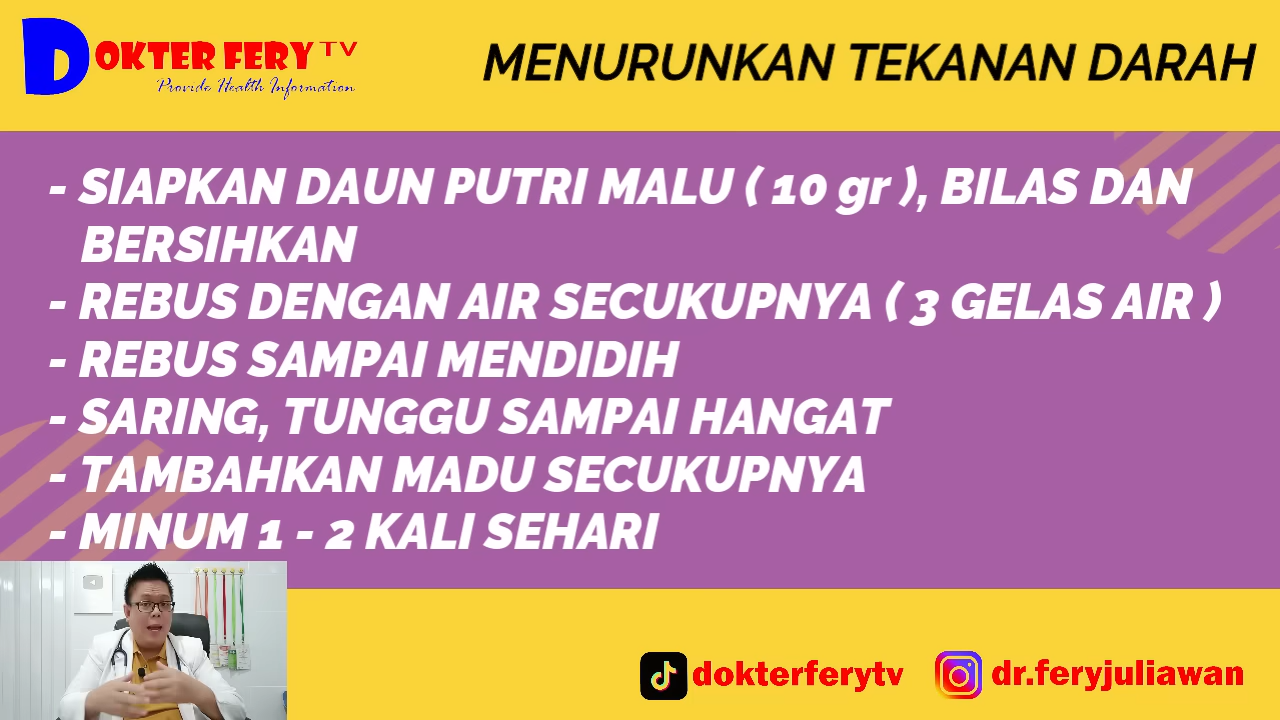 DOKTER FERY TV
Provide Health Information
MENURUNKAN TEKANAN DARAH
- SIAPKAN DAUN PUTRI MALU ( 10 gr ), BILAS DAN
BERSIHKAN
- REBUS DENGAN AIR SECUKUPNYA ( 3 GELAS AIR )
- REBUS SAMPAI MENDIDIH
- SARING, TUNGGU SAMPAI HANGAT
- TAMBAHKAN MADU SECUKUPNYA
- MINUM 1 - 2 KALI SEHARI
dokterferytv
dr.feryjuliawan